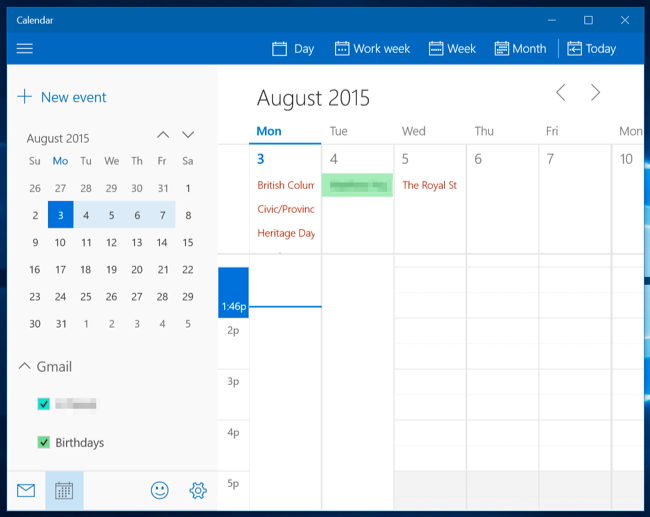 Calendar
Day Work week Week Month Today
New event
August 2015
August 2015
Su Mo Tu We Th Fr Sa
26 27 28 29 30 31 1
2 3 4 5 6 7 8
9 10 11 12 13 14 15
16 17 18 19 20 21 22
23 24 25 26 27 28 29
30 31 1 2 3 4 5
Gmail
Birthdays
Mon Tue Wed Thu Fri Mon
3 4 5 6 7 10
British Colum
The Royal St
Civic/Provinc
Heritage Day
1:46p
2p
3p
4p
5p